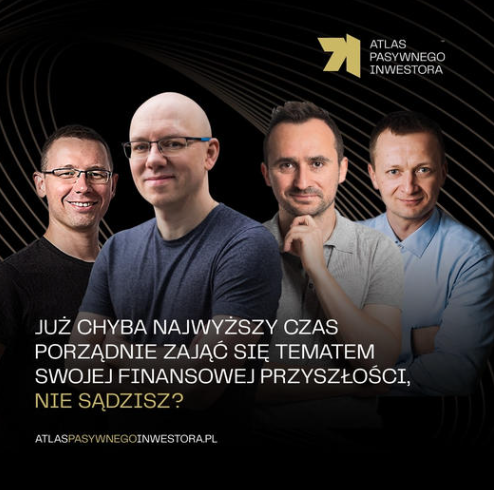 ATLAS
PASYWNEGO
INWESTORA
JUŻ CHYBA NAJWYŻSZY CZAS
PORZĄDNIE ZAJĄĆ SIĘ TEMATEM
SWOJEJ FINANSOWEJ PRZYSZŁOŚCI,
NIE SĄDZISZ?
ATLASPASYWNEGOINWESTORA.PL